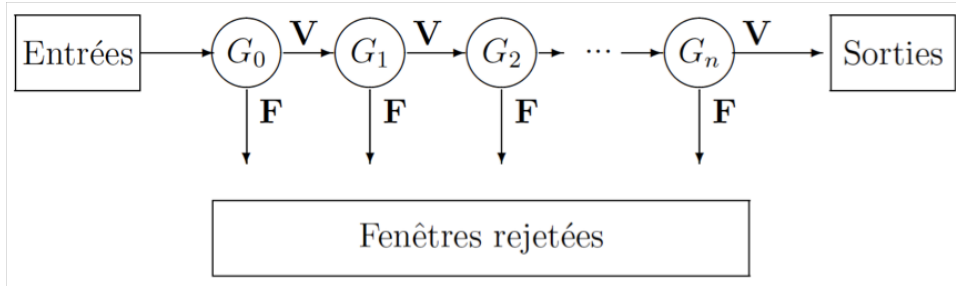 V V V
Entrées G0 G1 G2 ... Gn Sorties
F F F F
Fenêtres rejetées